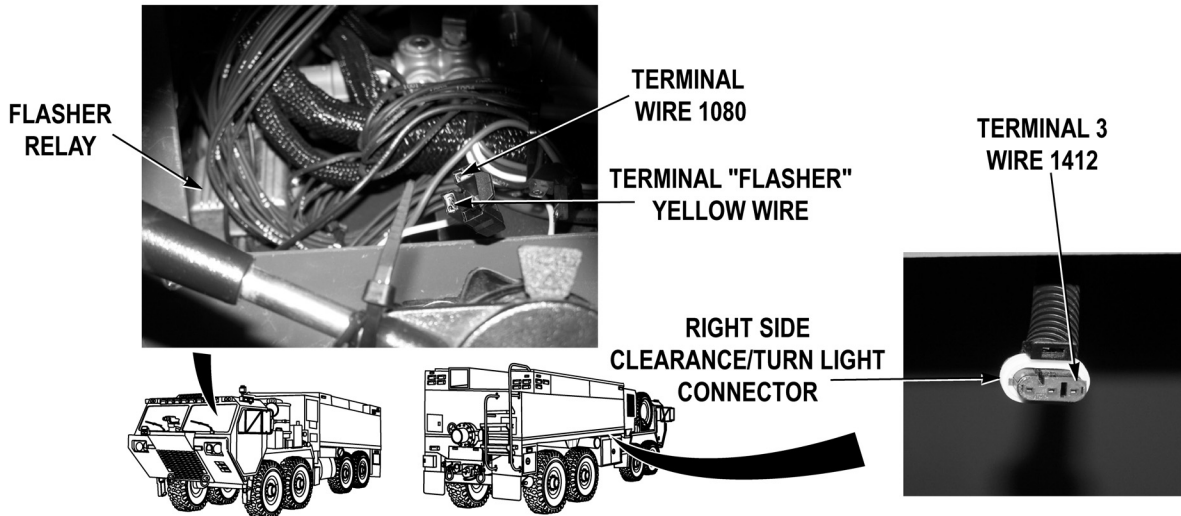 FLASHER
RELAY
TERMINAL
WIRE 1080
TERMINAL "FLASHER"
YELLOW WIRE
TERMINAL 3
WIRE 1412
RIGHT SIDE
CLEARANCE/TURN LIGHT
CONNECTOR